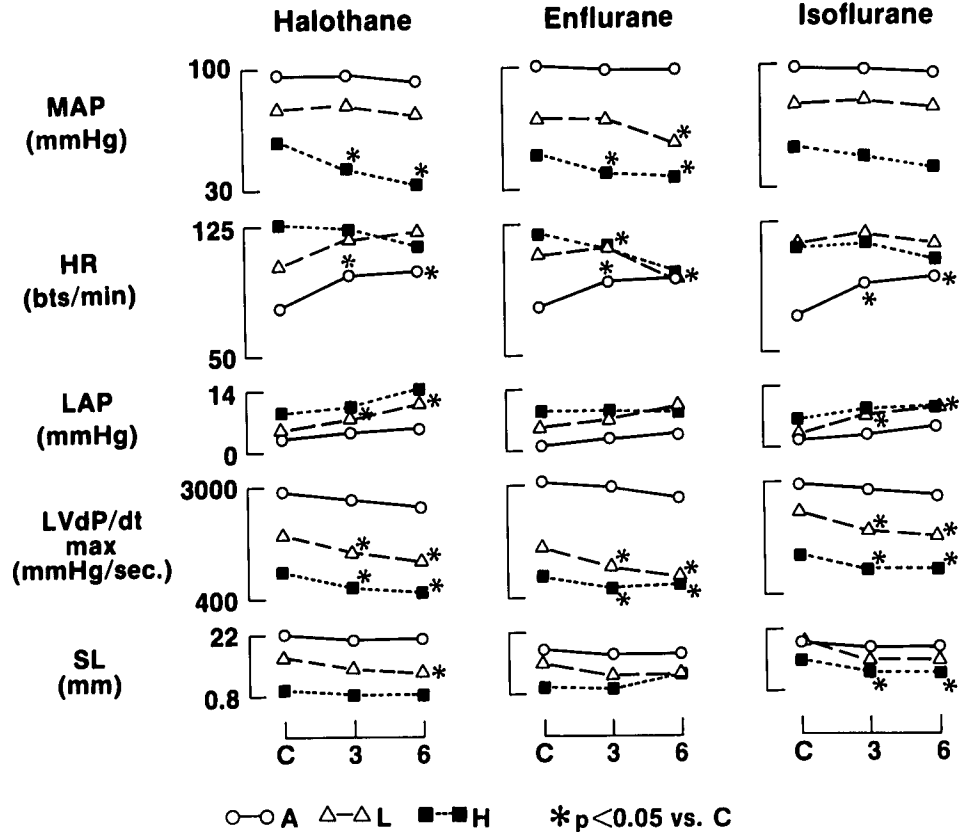 Halothane Enflurane Isoflurane
100
MAP
(mmHg)
30
* * * * *
125
HR
(bts/min)
50
* * * * * * *
14
LAP
(mmHg)
0
* * * *
3000
LVdP/dt
max
(mmHg/sec.)
400
* * * * * * * * * * * *
22
SL
(mm)
0.8
* * *
C 3 6 C 3 6 C 3 6
A L H *p<0.05 vs. C